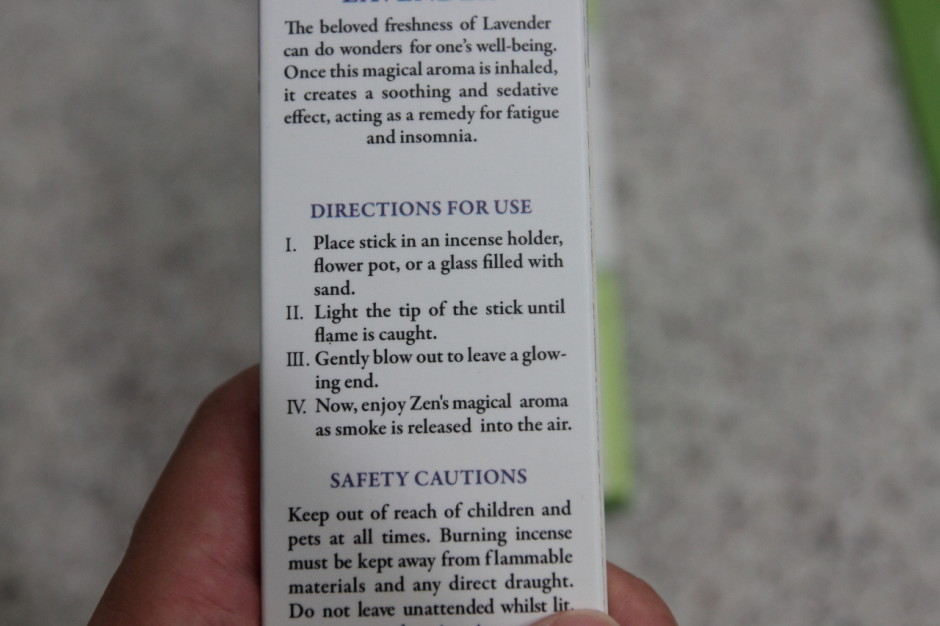 LAVENDER
The beloved freshness of Lavender
can do wonders for one's well-being.
Once this magical aroma is inhaled,
it creates a soothing and sedative
effect, acting as a remedy for fatigue
and insomnia.
DIRECTIONS FOR USE
I. Place stick in an incense holder,
flower pot, or a glass filled with
sand.
II. Light the tip of the stick until
flame is caught.
III. Gently blow out to leave a glow-
ing end.
IV. Now, enjoy Zen's magical aroma
as smoke is released into the air.
SAFETY CAUTIONS
Keep out of reach of children and
pets at all times. Burning incense
must be kept away from flammable
materials and any direct draught.
Do not leave unattended whilst lit.